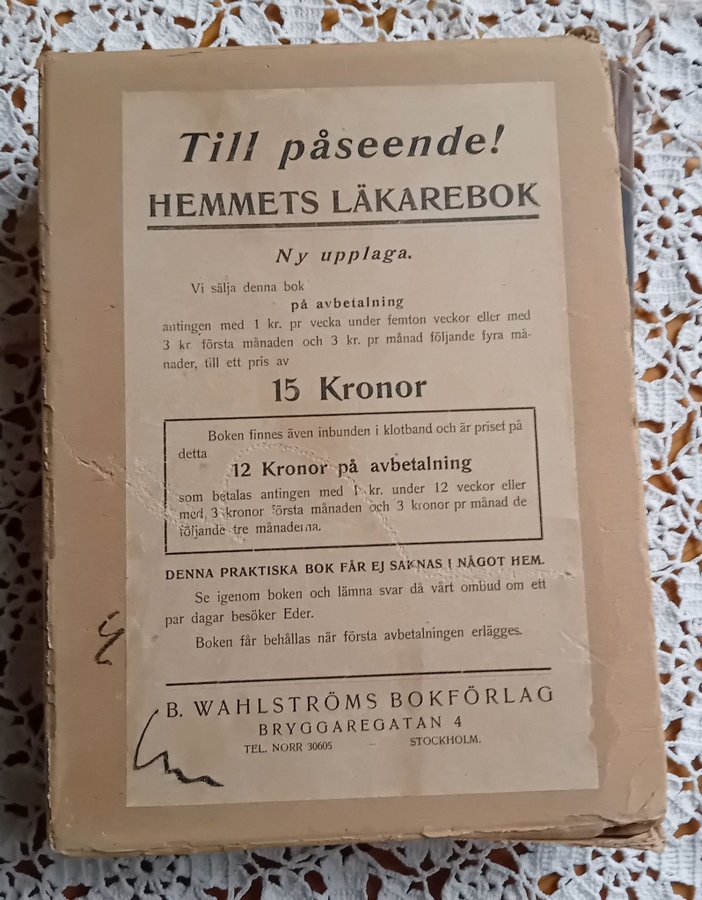 Till påseende!
HEMMETS LÄKAREBOK
Ny upplaga.
Vi sälja denna bok
på avbetalning
antingen med 1 kr. pr vecka under femton veckor eller med
3 kr första månaden och 3 kr. pr månad följande fyra må-
nader, till ett pris av
15 Kronor
Boken finnes även inbunden i klotband och är priset på
detta
12 Kronor på avbetalning
som betalas antingen med 1 kr. under 12 veckor eller
med 3 kronor första månaden och 3 kronor pr månad de
följande tre månaderna.
DENNA PRAKTISKA BOK FÅR EJ SAKNAS I NÅGOT HEM.
Se igenom boken och lämna svar då vårt ombud om ett
par dagar besöker Eder.
Boken får behållas när första avbetalningen erlägges.
B. WAHLSTRÖMS BOKFÖRLAG
BRYGGAREGATAN 4
TEL. NORR 30605 – STOCKHOLM.